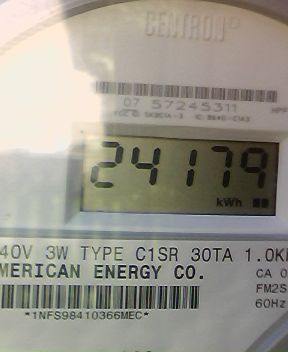 CENTRON
07 57245311
24179
kWh
40V 3W TYPE C1SR 30TA 1.0K
MERICAN ENERGY CO.
CA 0
FM2S
60Hz
*1NFS98410366MEC*